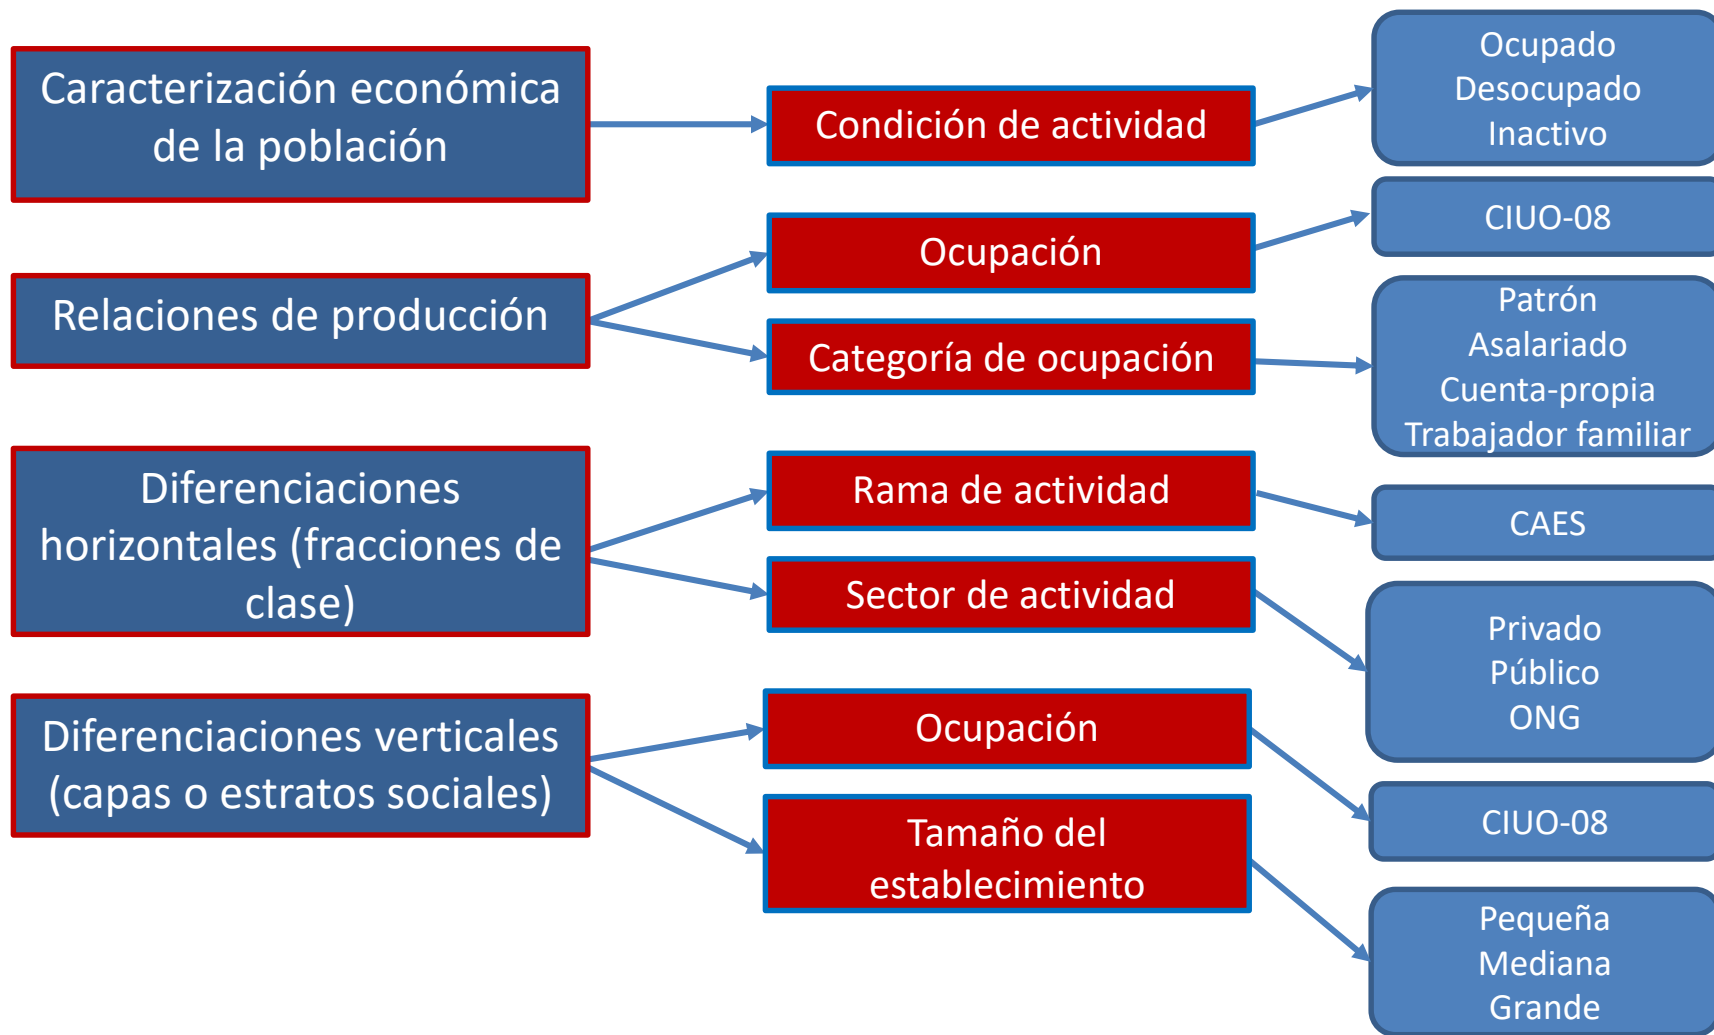 Caracterización económica
de la población
Condición de actividad
Ocupado
Desocupado
Inactivo
Relaciones de producción
Ocupación
CIUO-08
Categoría de ocupación
Patrón
Asalariado
Cuenta-propia
Trabajador familiar
Diferenciaciones
horizontales (fracciones de
clase)
Rama de actividad
CAES
Sector de actividad
Privado
Público
ONG
Diferenciaciones verticales
(capas o estratos sociales)
Ocupación
CIUO-08
Tamaño del
establecimiento
Pequeña
Mediana
Grande